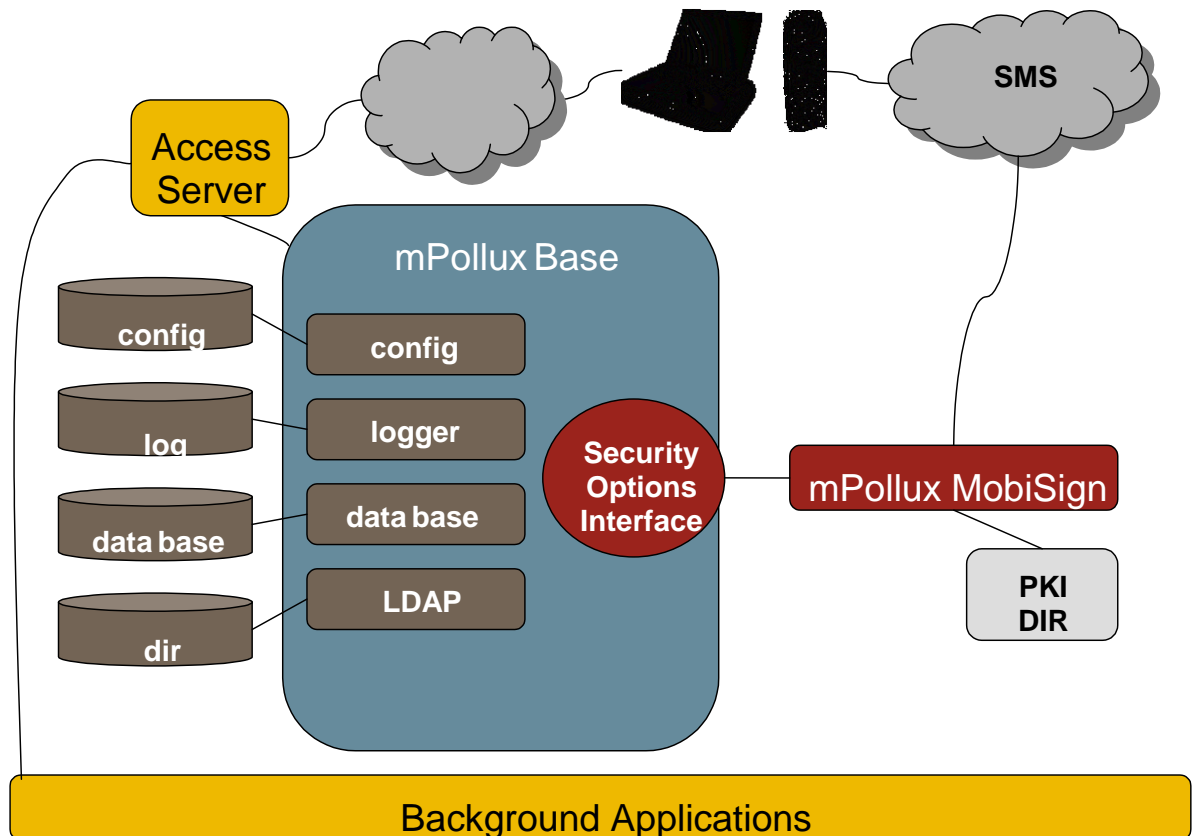 SMS
Access
Server
mPollux Base
config
config
log
logger
Security
Options
Interface
mPollux MobiSign
data base
data base
LDAP
dir
PKI
DIR
Background Applications